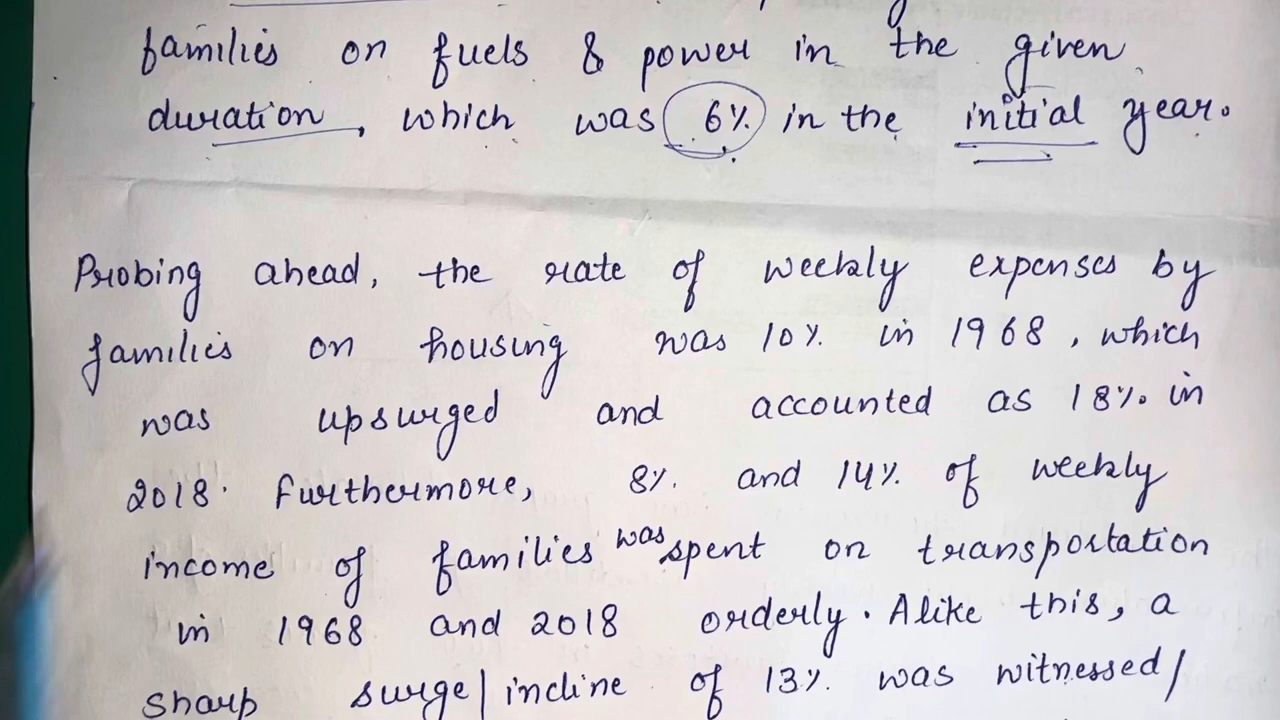 families on fuels & power in the given
duration, which was 6% in the initial year.
Probing ahead, the rate of weekly expenses by
families on housing was 10% in 1968, which
was upsurged and accounted as 18% in
2018. Furthermore, 8% and 14% of weekly
income of families was spent on transportation
in 1968 and 2018 orderly. Alike this, a
sharp surge/incline of 13% was witnessed/